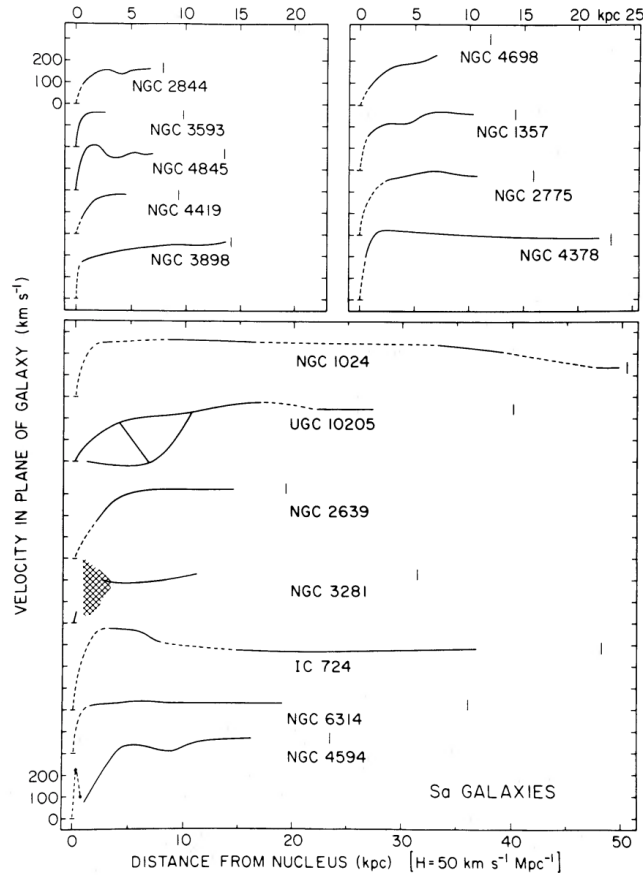 0 5 10 15 20
0 5 10 15 20 kpc 25
200
100
0
NGC 2844
NGC 3593
NGC 4845
NGC 4419
NGC 3898
NGC 4698
NGC 1357
NGC 2775
NGC 4378
VELOCITY IN PLANE OF GALAXY (km s⁻¹)
NGC 1024
UGC 10205
NGC 2639
NGC 3281
IC 724
NGC 6314
NGC 4594
200
100
0
Sa GALAXIES
0 10 20 30 40 50
DISTANCE FROM NUCLEUS (kpc) [H=50 km s⁻¹ Mpc⁻¹]